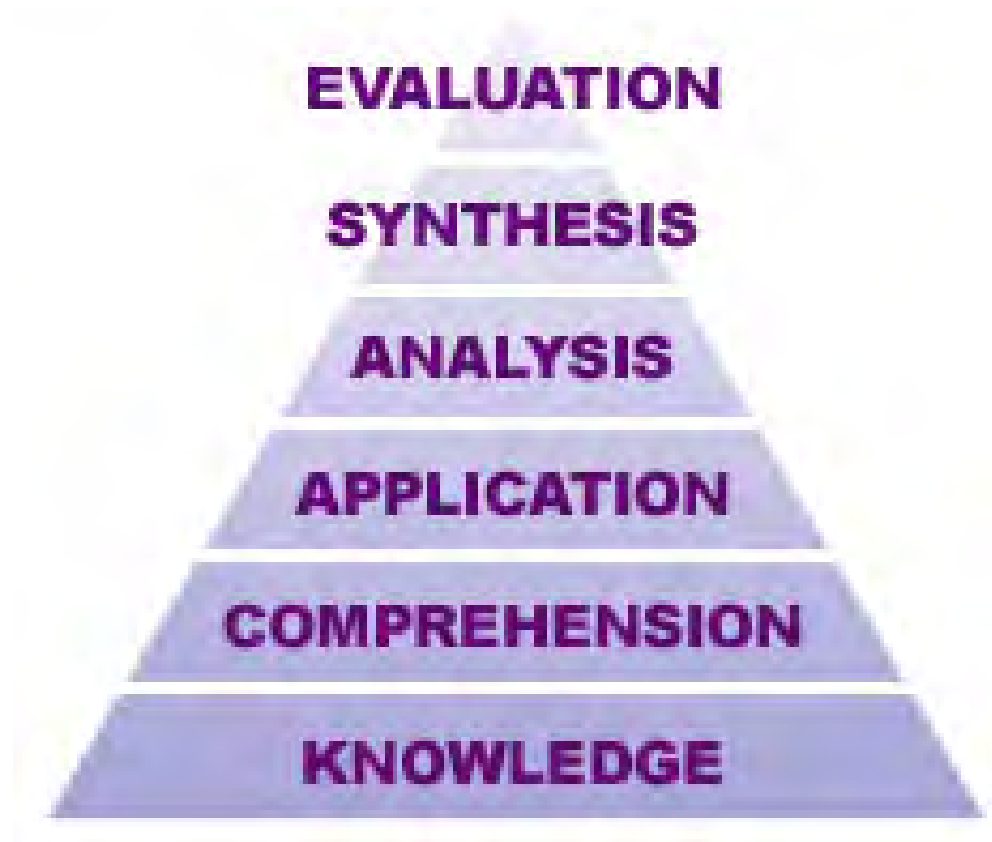 EVALUATION
SYNTHESIS
ANALYSIS
APPLICATION
COMPREHENSION
KNOWLEDGE